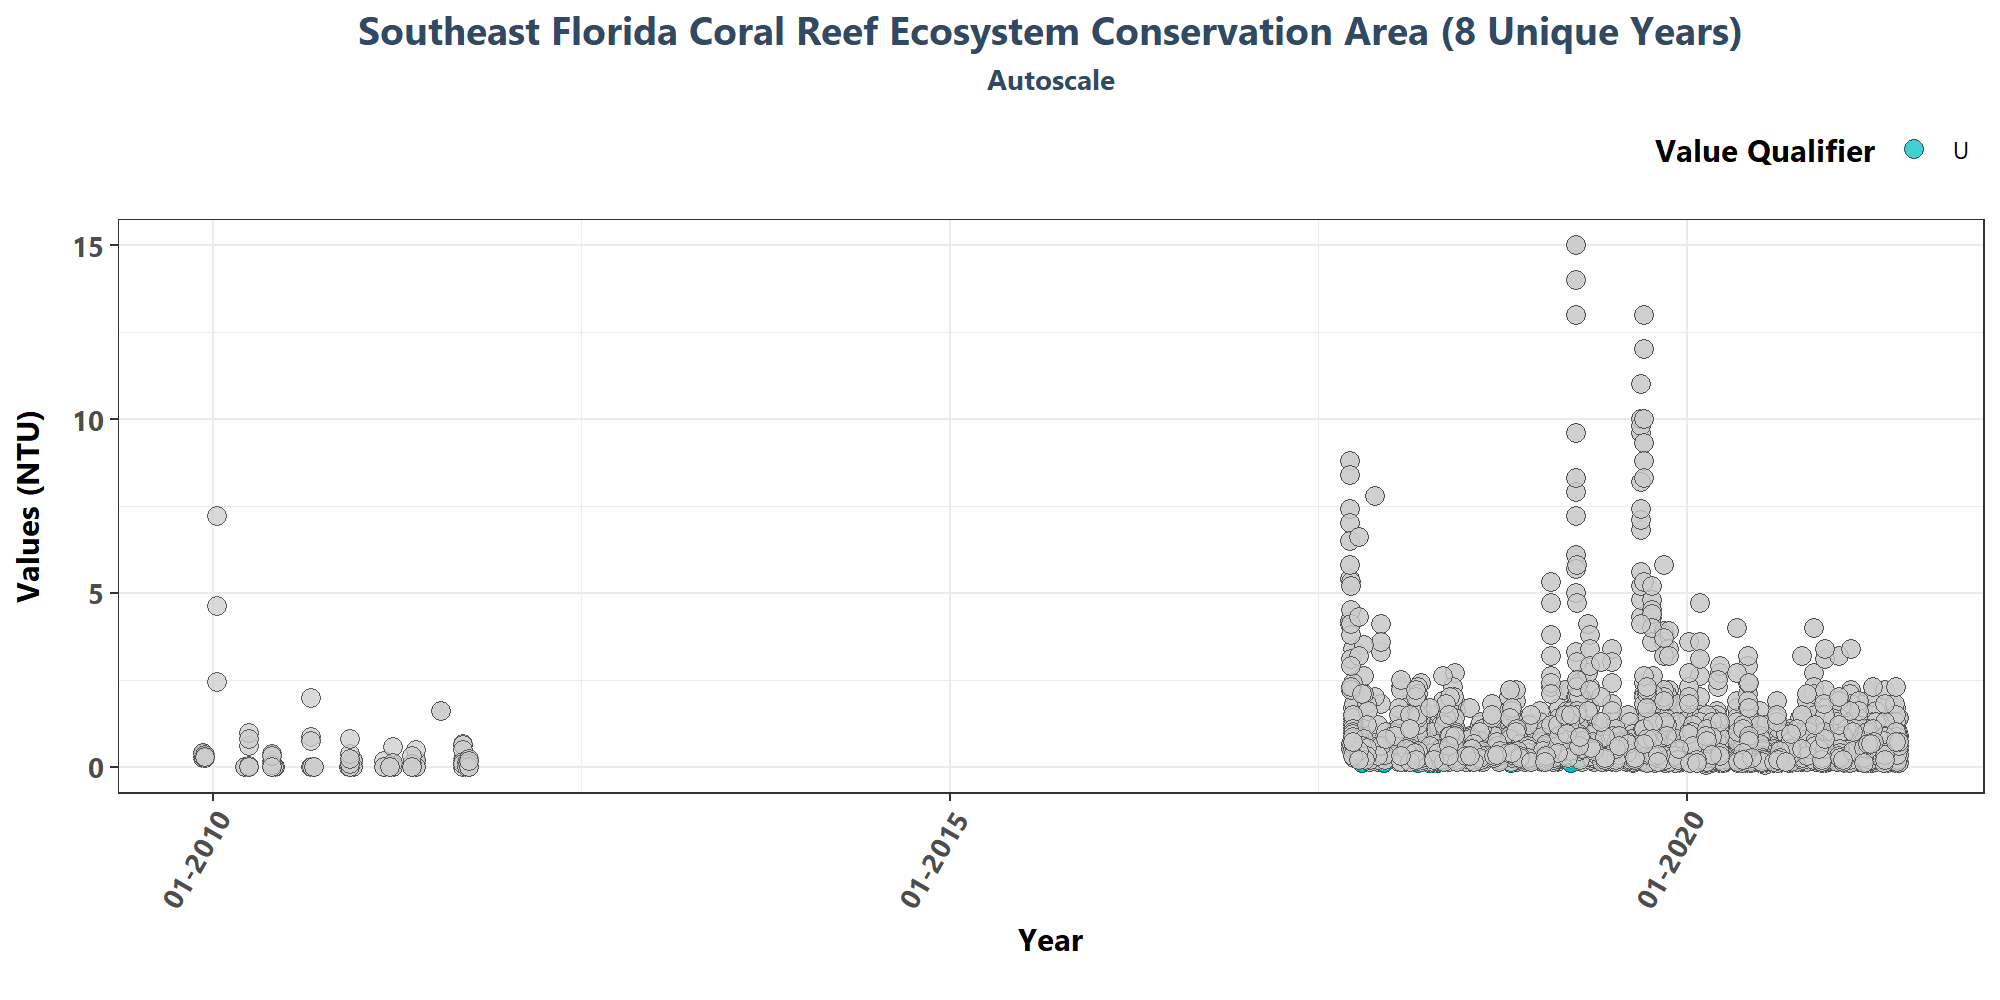 Southeast Florida Coral Reef Ecosystem Conservation Area (8 Unique Years)
Autoscale
Value Qualifier U
Values (NTU)
15
10
5
0
01-2010 01-2015 01-2020
Year